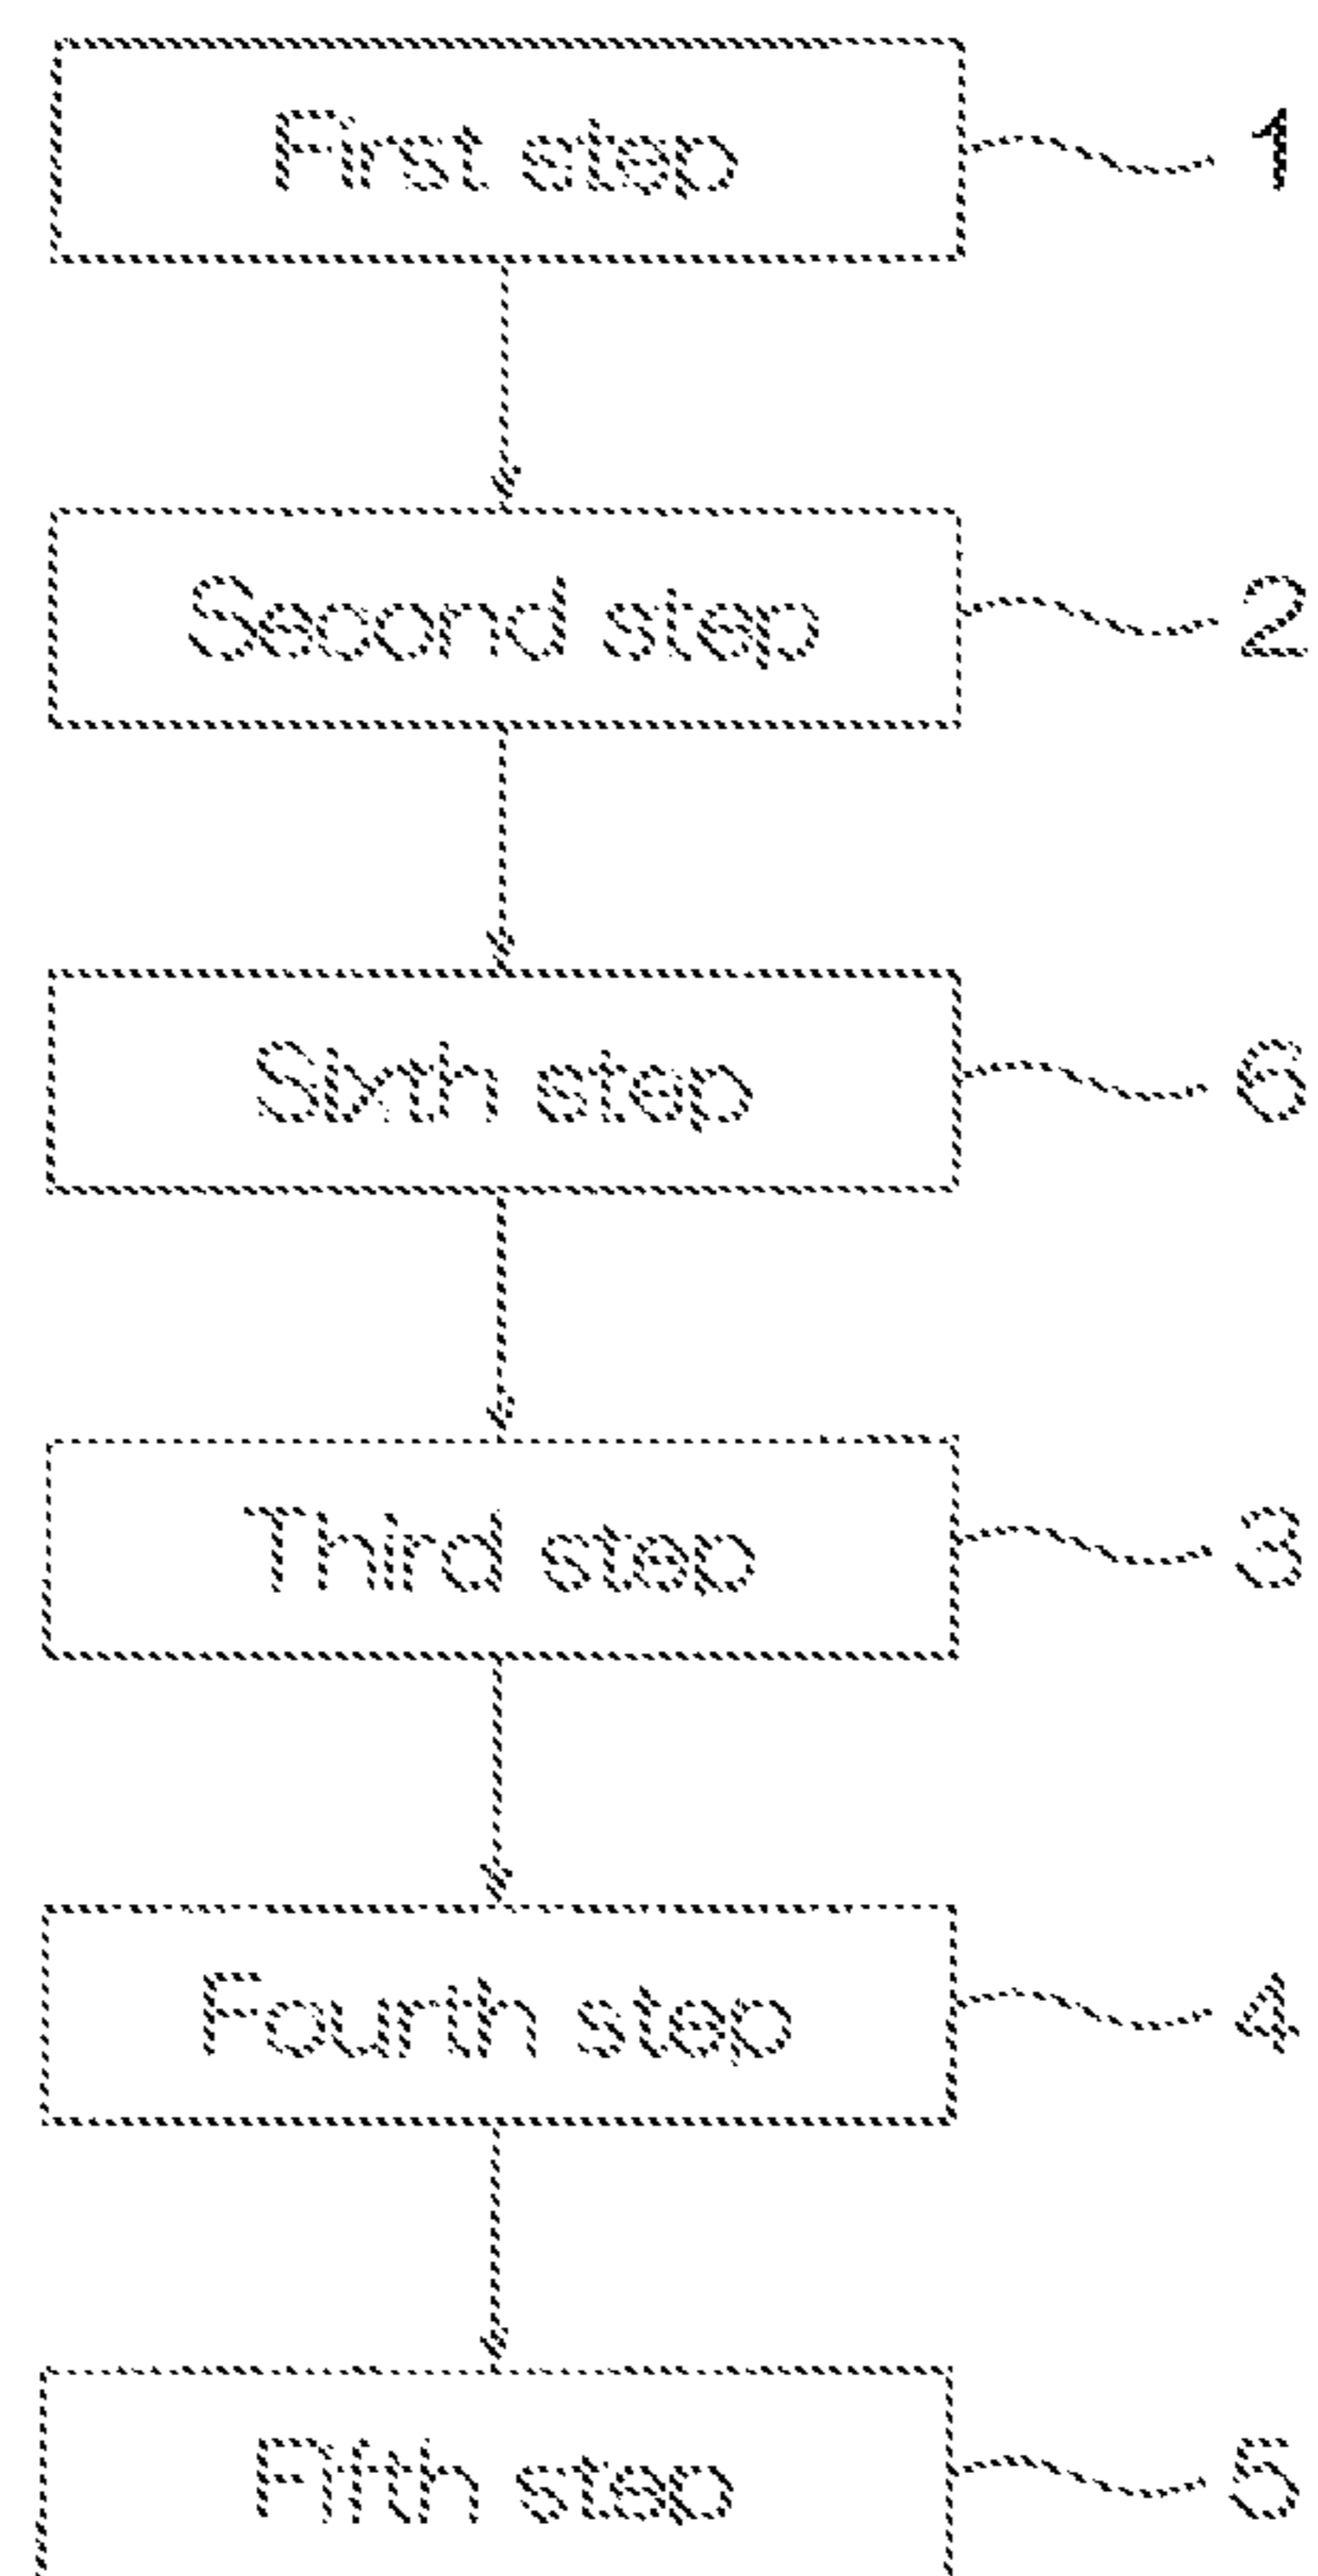 First step 1
Second step 2
Sixth step 6
Third step 3
Fourth step 4
Fifth step 5